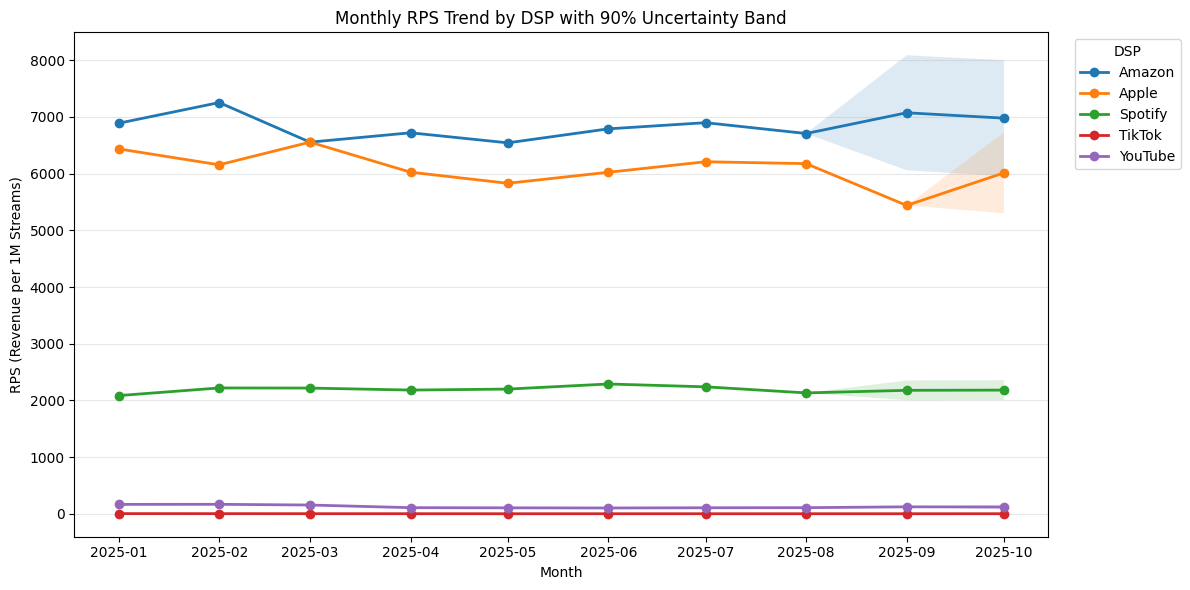 Monthly RPS Trend by DSP with 90% Uncertainty Band
RPS (Revenue per 1M Streams)
8000
7000
6000
5000
4000
3000
2000
1000
0
2025-01
2025-02
2025-03
2025-04
2025-05
2025-06
2025-07
2025-08
2025-09
2025-10
Month
DSP
Amazon
Apple
Spotify
TikTok
YouTube